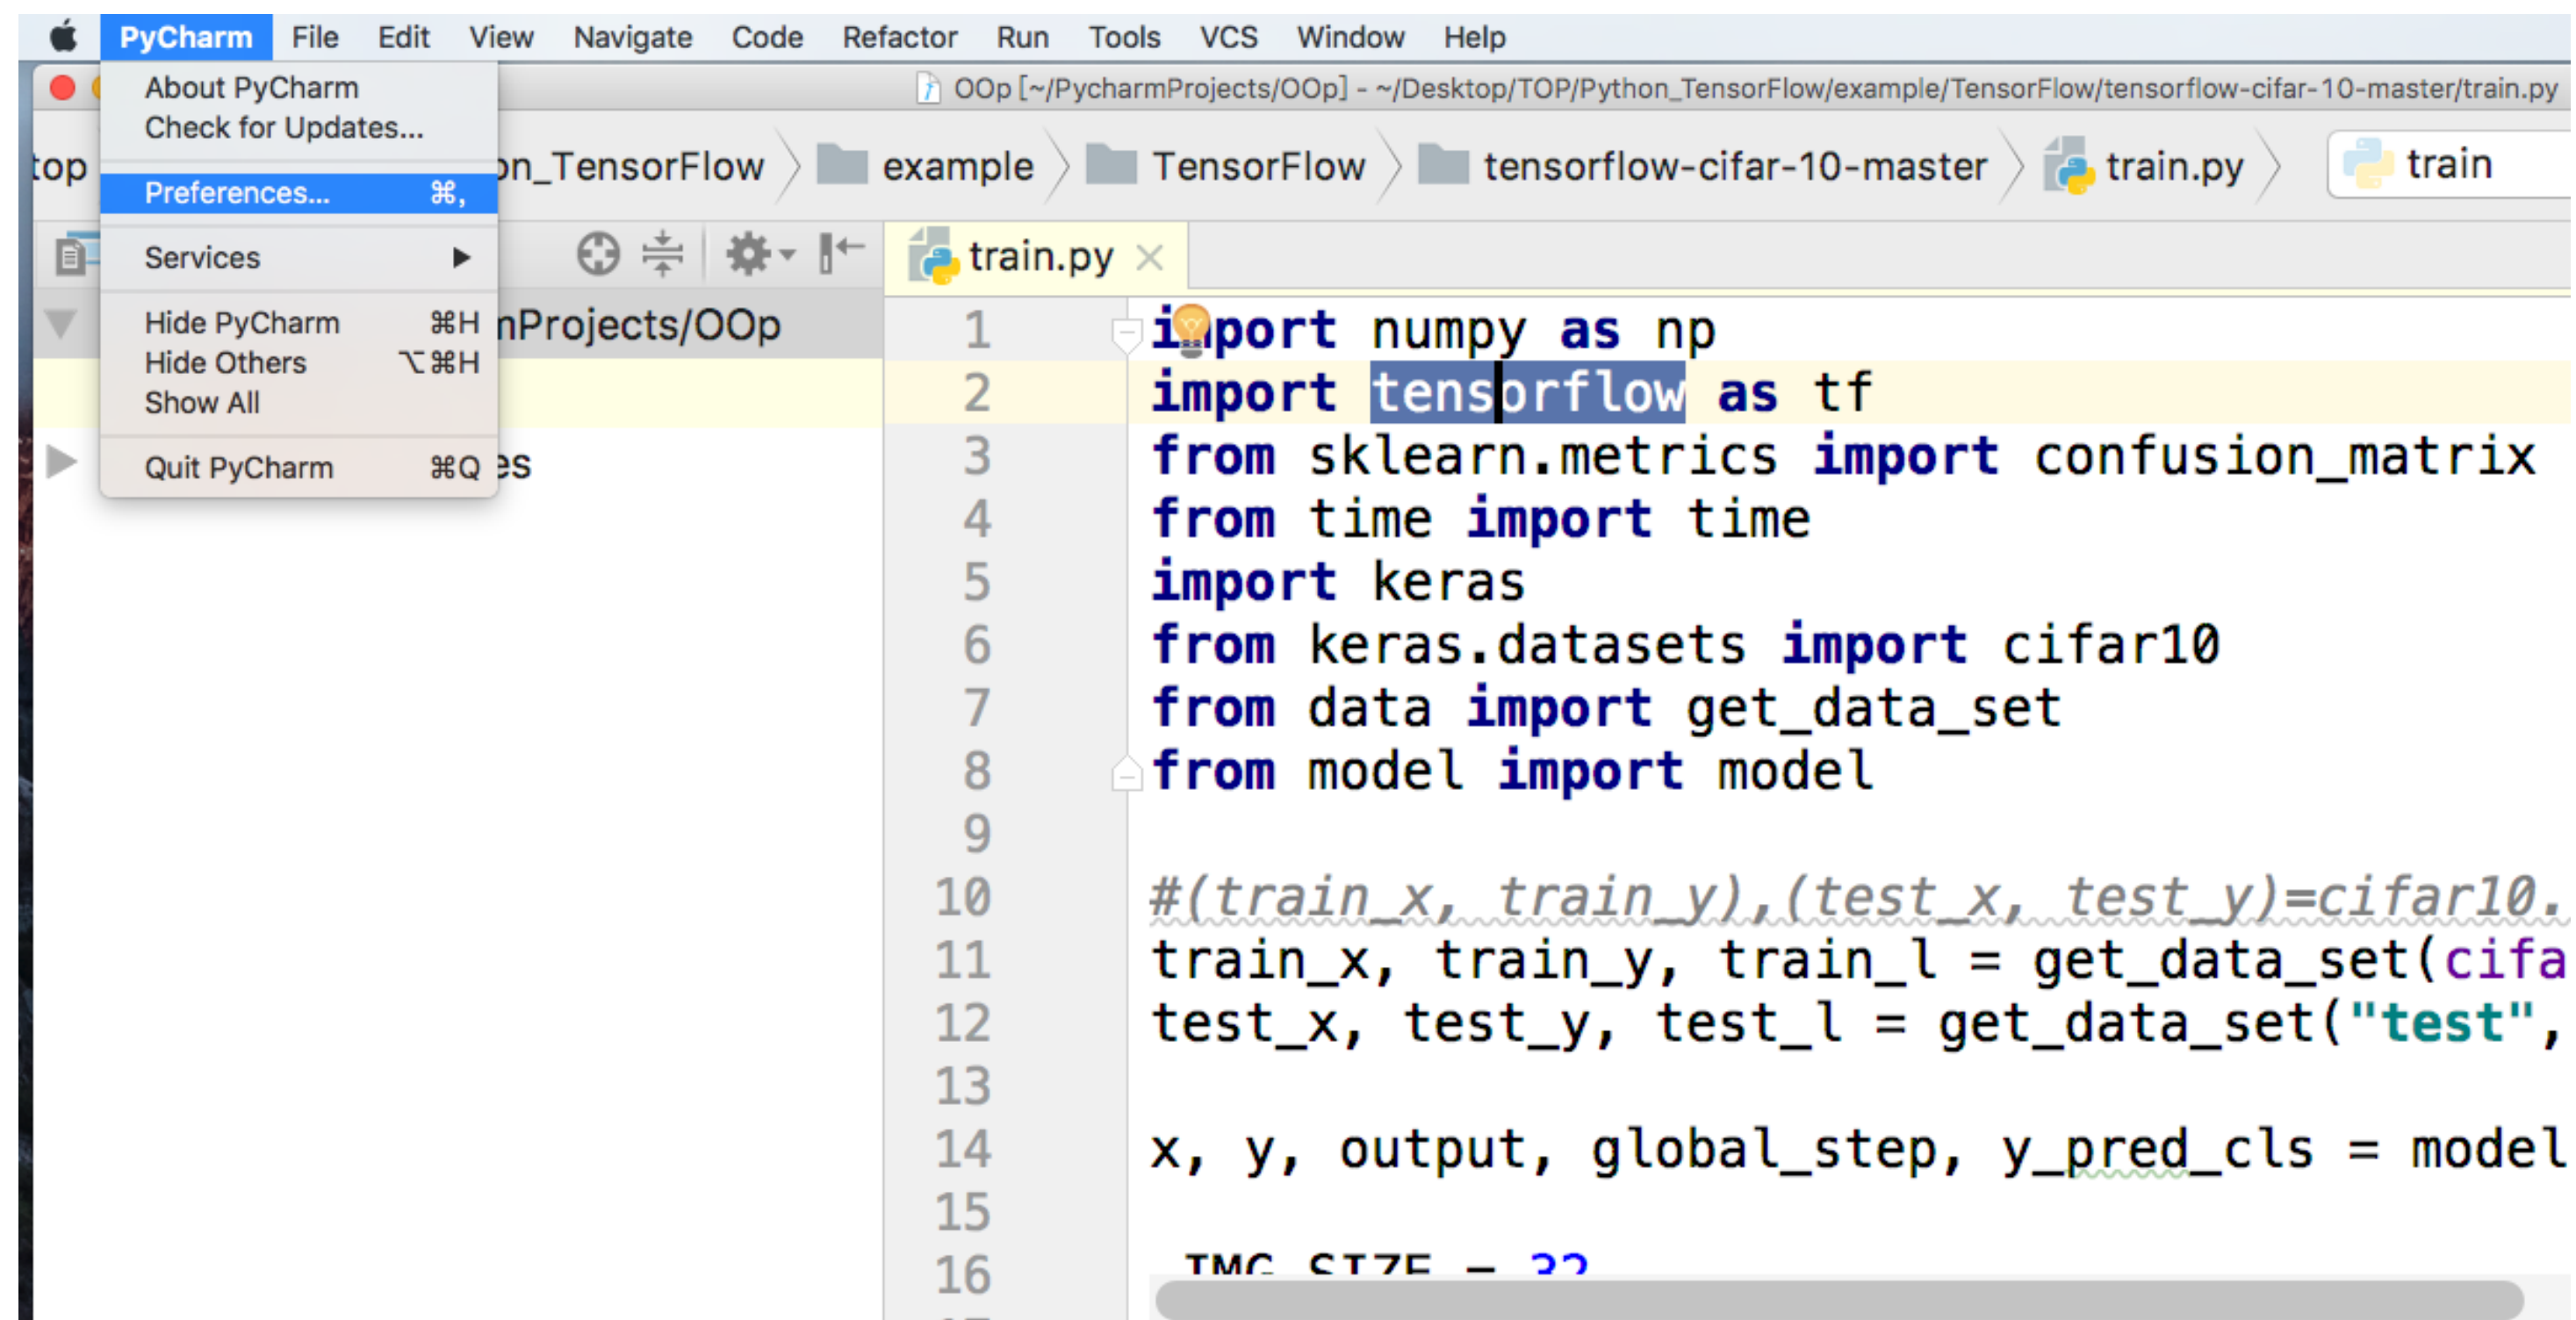 PyCharm File Edit View Navigate Code Refactor Run Tools VCS Window Help
OOp [~/PycharmProjects/OOp] - ~/Desktop/TOP/Python_TensorFlow/example/TensorFlow/tensorflow-cifar-10-master/train.py
About PyCharm
Check for Updates...
Preferences... ⌘,
Services ▶
Hide PyCharm ⌘H
Hide Others ⌥⌘H
Show All
Quit PyCharm ⌘Q
top on_TensorFlow example TensorFlow tensorflow-cifar-10-master train.py train
train.py
mProjects/OOp
es
1 import numpy as np
2 import tensorflow as tf
3 from sklearn.metrics import confusion_matrix
4 from time import time
5 import keras
6 from keras.datasets import cifar10
7 from data import get_data_set
8 from model import model
9
10 #(train_x, train_y),(test_x, test_y)=cifar10.
11 train_x, train_y, train_l = get_data_set(cifa
12 test_x, test_y, test_l = get_data_set("test",
13
14 x, y, output, global_step, y_pred_cls = model
15
16 _IMG_SIZE = 32